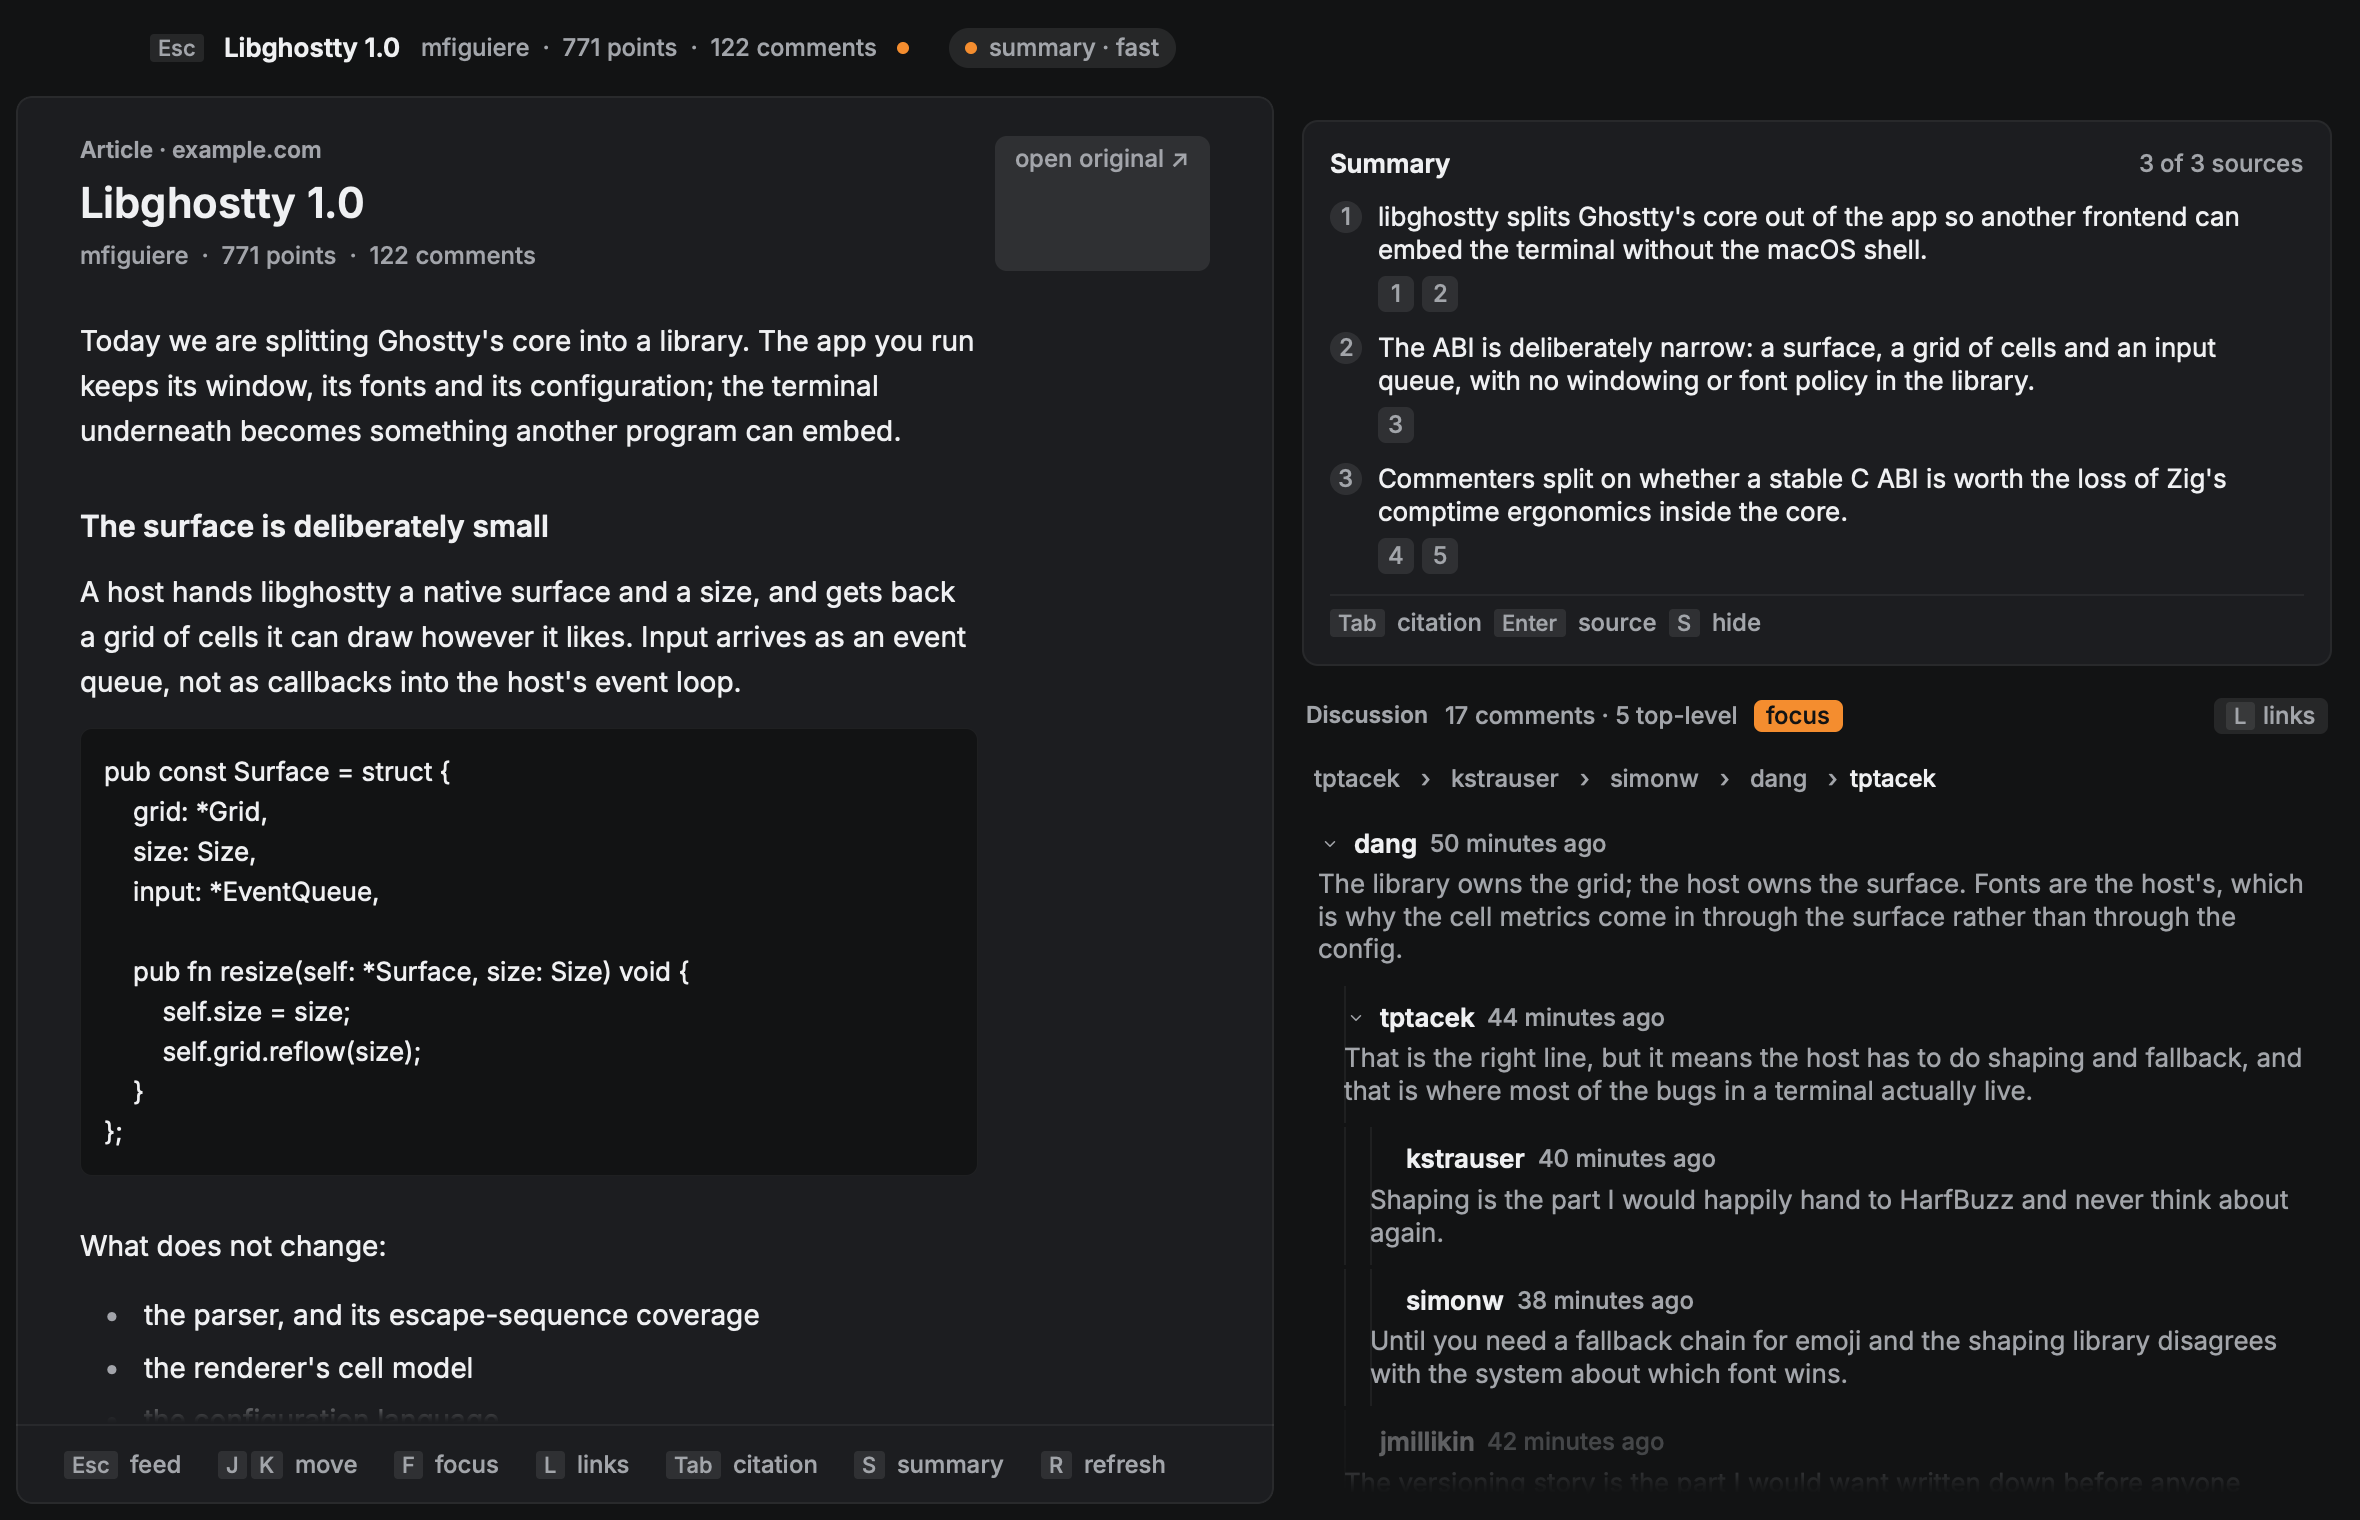 Esc Libghostty 1.0 mfiguiere · 771 points · 122 comments summary · fast
Article · example.com
open original ↗
Libghostty 1.0
mfiguiere · 771 points · 122 comments
Today we are splitting Ghostty's core into a library. The app you run
keeps its window, its fonts and its configuration; the terminal
underneath becomes something another program can embed.
The surface is deliberately small
A host hands libghostty a native surface and a size, and gets back
a grid of cells it can draw however it likes. Input arrives as an event
queue, not as callbacks into the host's event loop.
pub const Surface = struct {
grid: *Grid,
size: Size,
input: *EventQueue,
pub fn resize(self: *Surface, size: Size) void {
self.size = size;
self.grid.reflow(size);
}
};
What does not change:
• the parser, and its escape-sequence coverage
• the renderer's cell model
• the configuration language
Esc feed J K move F focus L links Tab citation S summary R refresh
Summary 3 of 3 sources
1 libghostty splits Ghostty's core out of the app so another frontend can
embed the terminal without the macOS shell.
1 2
2 The ABI is deliberately narrow: a surface, a grid of cells and an input
queue, with no windowing or font policy in the library.
3
3 Commenters split on whether a stable C ABI is worth the loss of Zig's
comptime ergonomics inside the core.
4 5
Tab citation Enter source S hide
Discussion 17 comments · 5 top-level focus L links
tptacek › kstrauser › simonw › dang › tptacek
dang 50 minutes ago
The library owns the grid; the host owns the surface. Fonts are the host's, which
is why the cell metrics come in through the surface rather than through the
config.
tptacek 44 minutes ago
That is the right line, but it means the host has to do shaping and fallback, and
that is where most of the bugs in a terminal actually live.
kstrauser 40 minutes ago
Shaping is the part I would happily hand to HarfBuzz and never think about
again.
simonw 38 minutes ago
Until you need a fallback chain for emoji and the shaping library disagrees
with the system about which font wins.
jmillikin 42 minutes ago
The versioning story is the part I would want written down before anyone